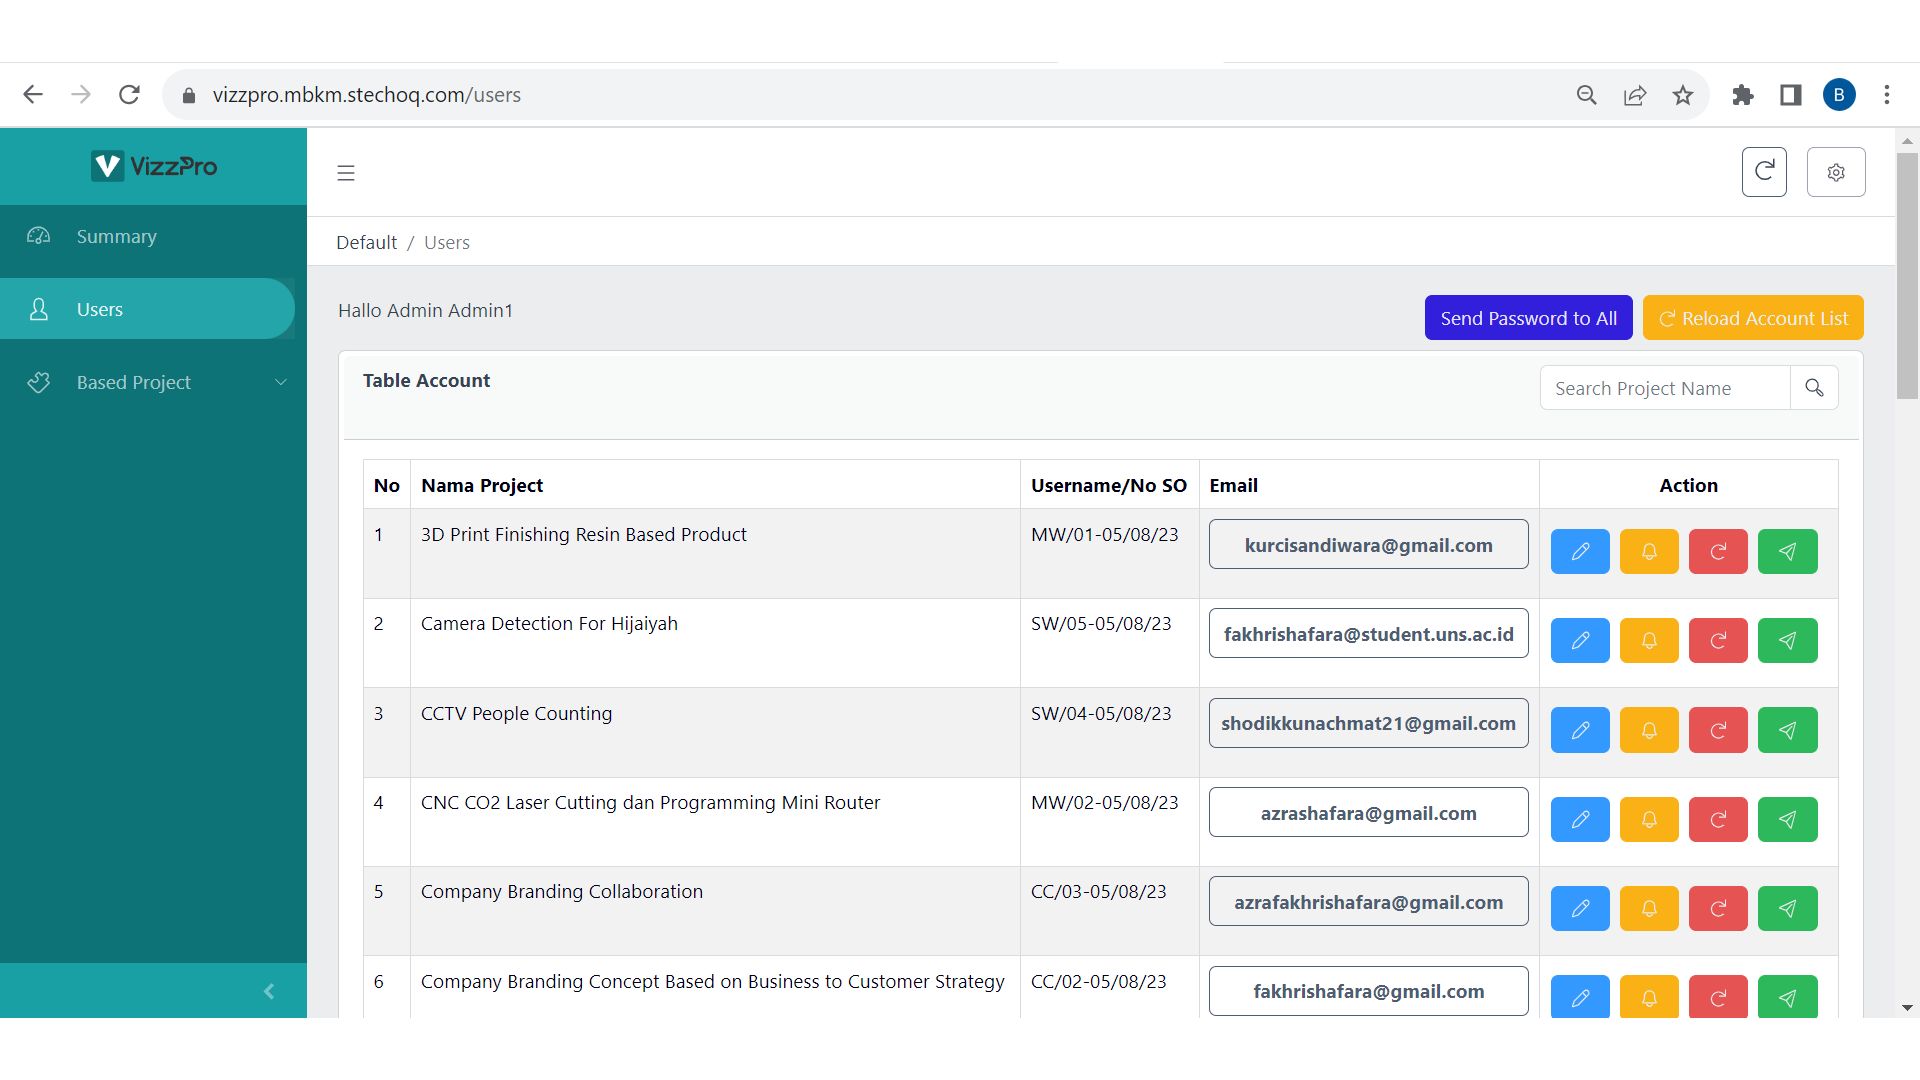 vizzpro.mbkm.stechoq.com/users
B
VizzPro
Summary
Default / Users
Users
Hallo Admin Admin1
Send Password to All
Reload Account List
Based Project
Table Account
Search Project Name
No Nama Project Username/No SO Email Action
1 3D Print Finishing Resin Based Product MW/01-05/08/23 kurcisandiwara@gmail.com
2 Camera Detection For Hijaiyah SW/05-05/08/23 fakhrishafara@student.uns.ac.id
3 CCTV People Counting SW/04-05/08/23 shodikkunachmat21@gmail.com
4 CNC CO2 Laser Cutting dan Programming Mini Router MW/02-05/08/23 azrashafara@gmail.com
5 Company Branding Collaboration CC/03-05/08/23 azrafakhrishafara@gmail.com
6 Company Branding Concept Based on Business to Customer Strategy CC/02-05/08/23 fakhrishafara@gmail.com